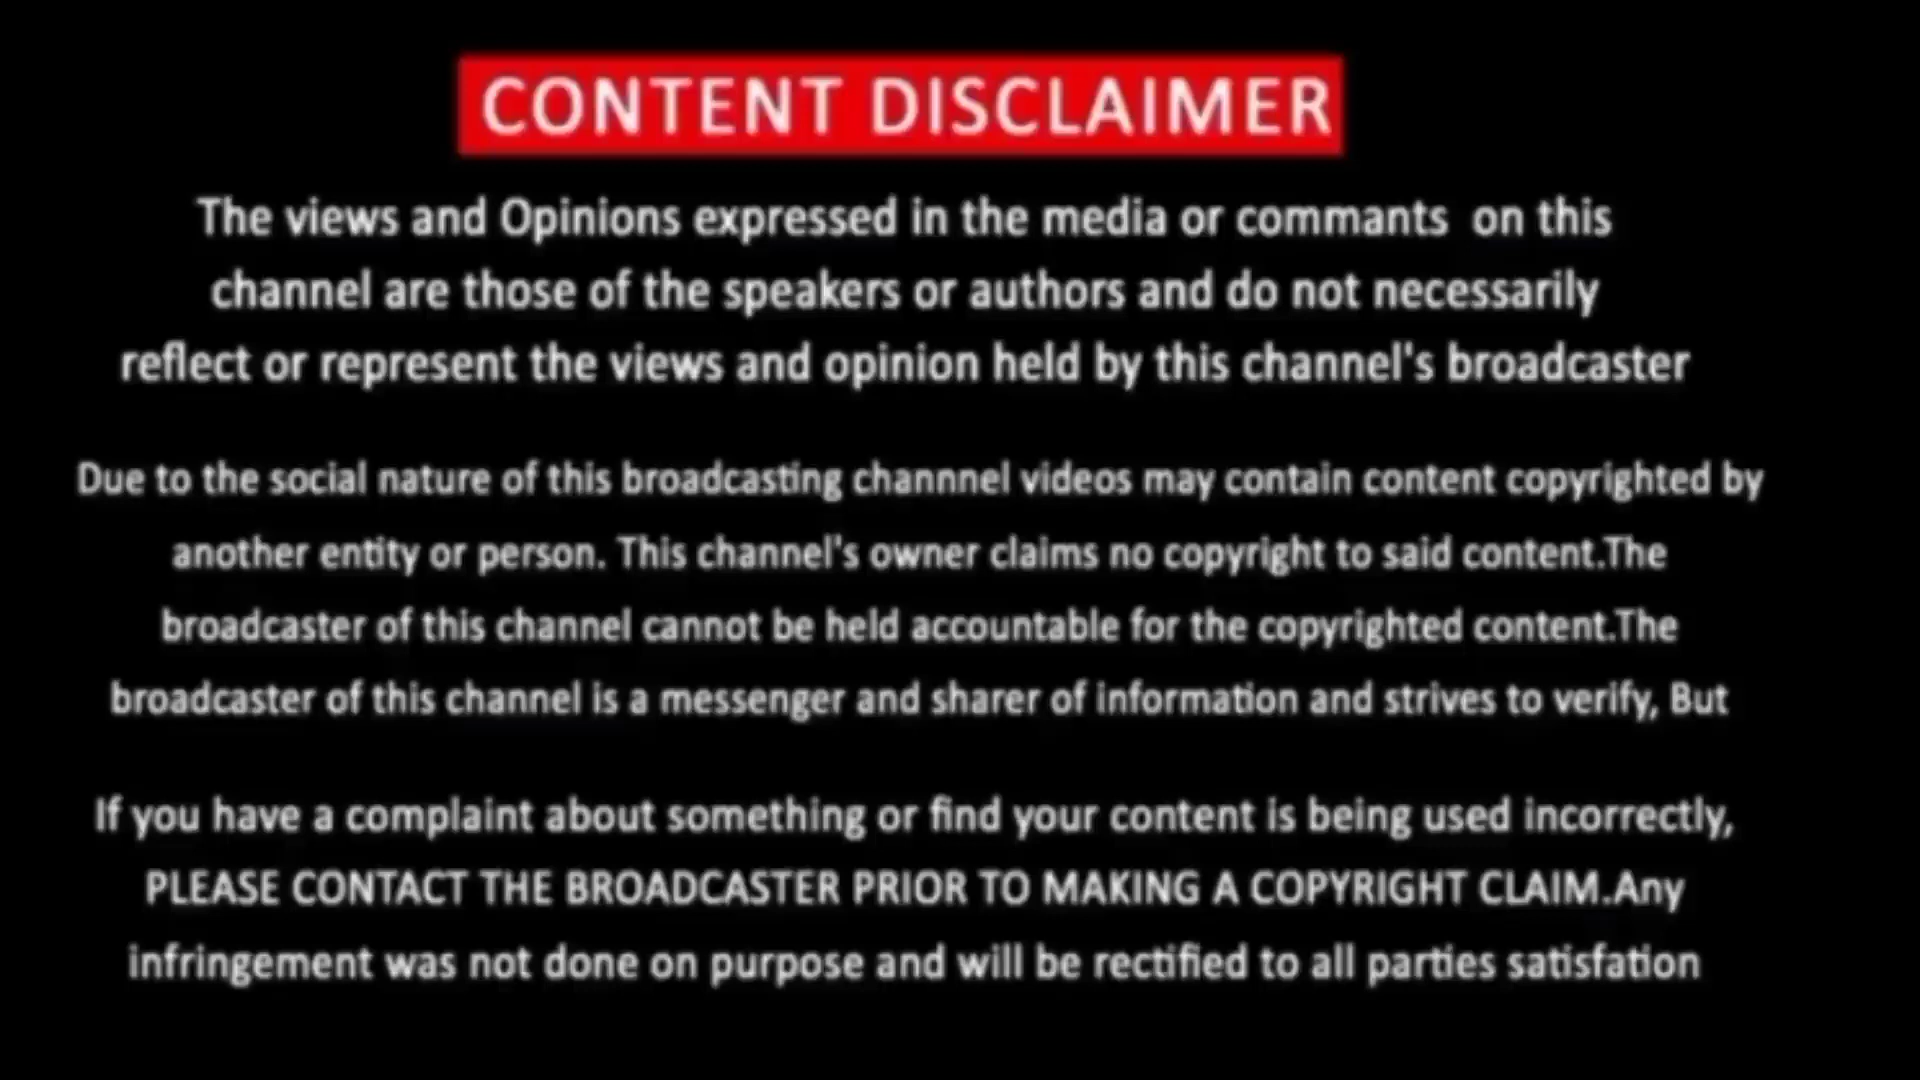 CONTENT DISCLAIMER
The views and Opinions expressed in the media or commants on this
channel are those of the speakers or authors and do not necessarily
reflect or represent the views and opinion held by this channel's broadcaster
Due to the social nature of this broadcasting channnel videos may contain content copyrighted by
another entity or person. This channel's owner claims no copyright to said content.The
broadcaster of this channel cannot be held accountable for the copyrighted content.The
broadcaster of this channel is a messenger and sharer of information and strives to verify, But
If you have a complaint about something or find your content is being used incorrectly,
PLEASE CONTACT THE BROADCASTER PRIOR TO MAKING A COPYRIGHT CLAIM.Any
infringement was not done on purpose and will be rectified to all parties satisfation